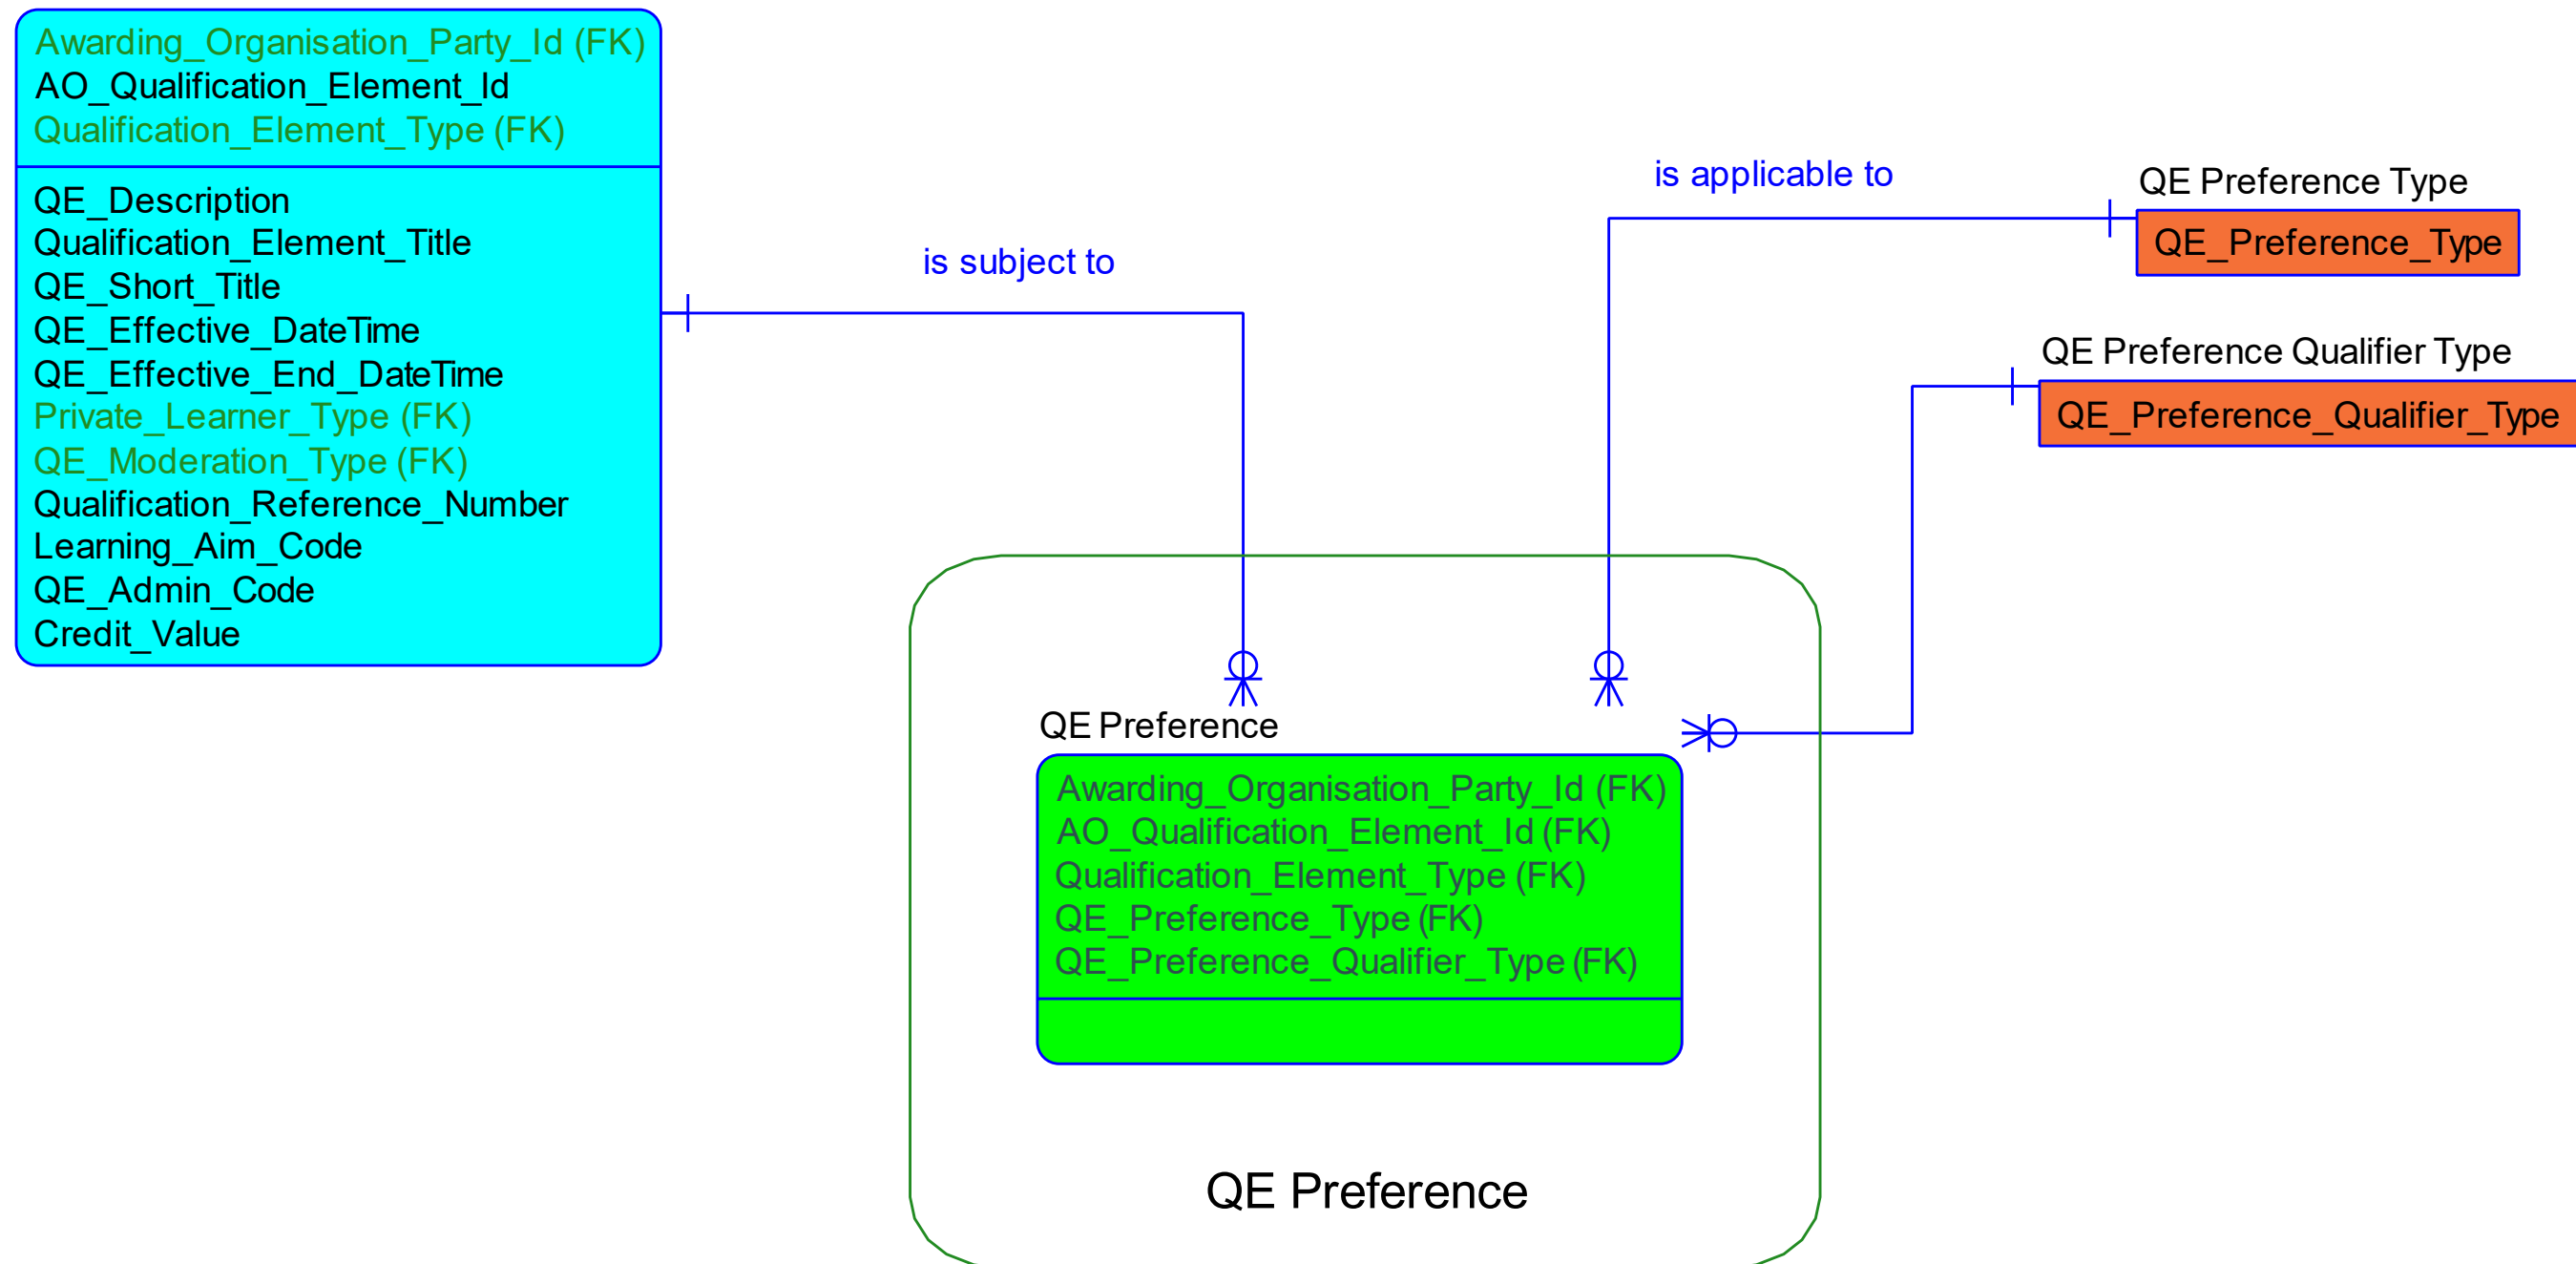 Awarding_Organisation_Party_Id (FK)
AO_Qualification_Element_Id
Qualification_Element_Type (FK)
QE_Description
Qualification_Element_Title
QE_Short_Title
QE_Effective_DateTime
QE_Effective_End_DateTime
Private_Learner_Type (FK)
QE_Moderation_Type (FK)
Qualification_Reference_Number
Learning_Aim_Code
QE_Admin_Code
Credit_Value
is subject to
is applicable to
QE Preference Type
QE_Preference_Type
QE Preference Qualifier Type
QE_Preference_Qualifier_Type
QE Preference
Awarding_Organisation_Party_Id (FK)
AO_Qualification_Element_Id (FK)
Qualification_Element_Type (FK)
QE_Preference_Type (FK)
QE_Preference_Qualifier_Type (FK)
QE Preference